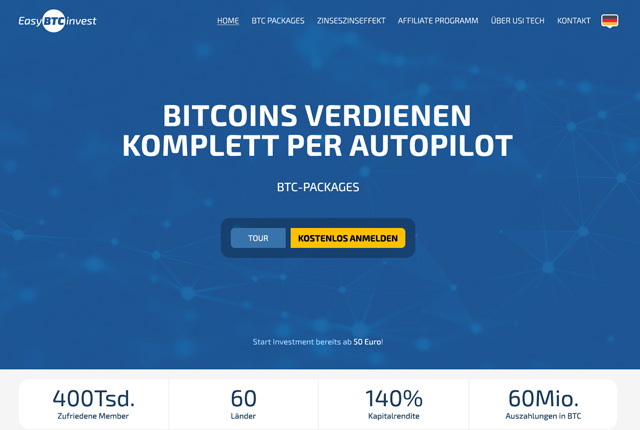 EasyBTCinvest
HOME BTC PACKAGES ZINSESZINSEFFEKT AFFILIATE PROGRAMM ÜBER USI TECH KONTAKT
BITCOINS VERDIENEN
KOMPLETT PER AUTOPILOT
BTC-PACKAGES
TOUR KOSTENLOS ANMELDEN
Start Investment bereits ab 50 Euro!
400Tsd. 60 140% 60Mio.
Zufriedene Member Länder Kapitalrendite Auszahlungen in BTC